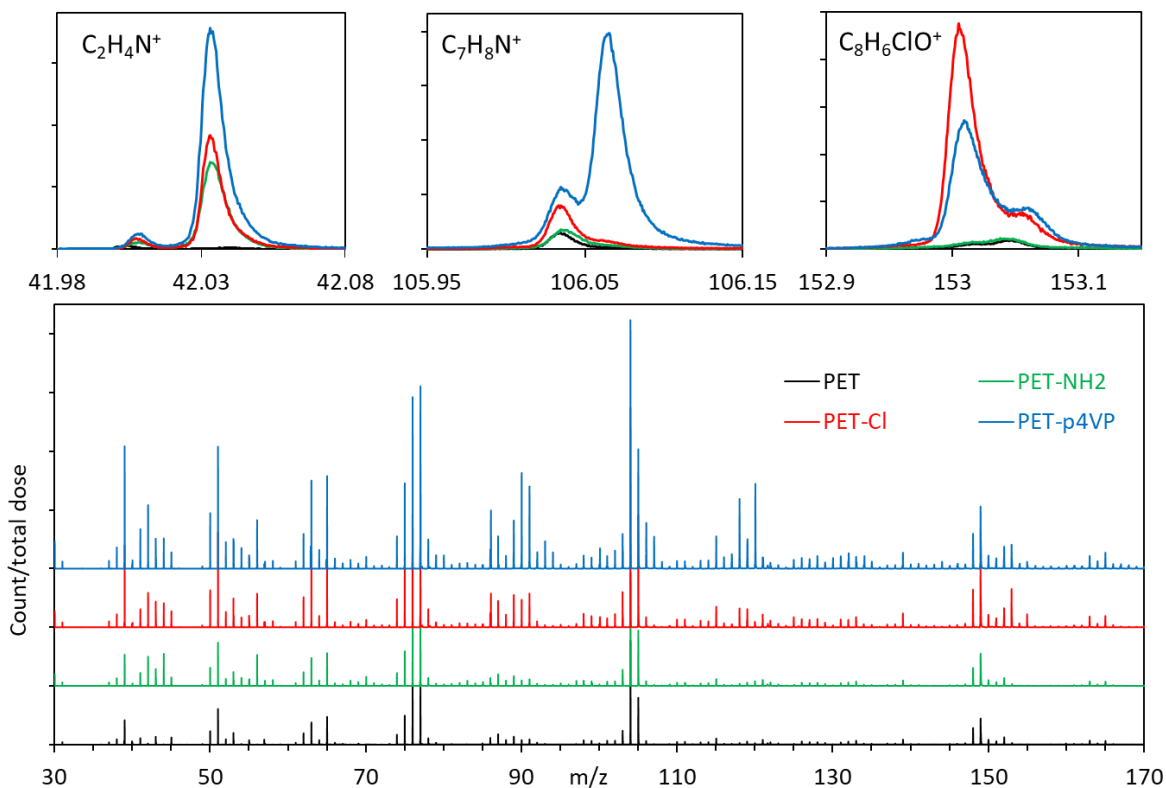 C₂H₄N⁺
C₇H₈N⁺
C₈H₆ClO⁺
41.98 42.03 42.08
105.95 106.05 106.15
152.9 153 153.1
Count/total dose
PET PET-NH2
PET-Cl PET-p4VP
30 50 70 90 m/z 110 130 150 170